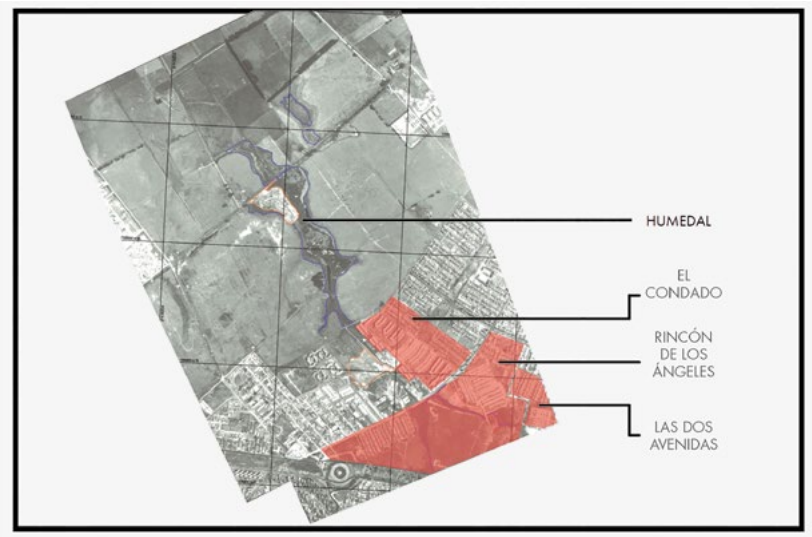 HUMEDAL
EL
CONDADO
RINCÓN
DE LOS
ÁNGELES
LAS DOS
AVENIDAS